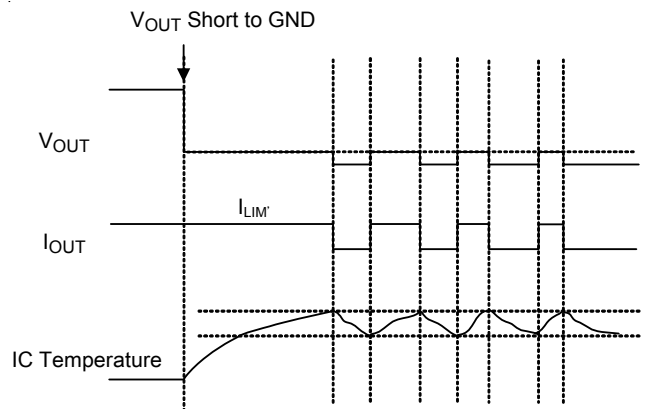 VOUT Short to GND
VOUT
ILIM'
IOUT
IC Temperature